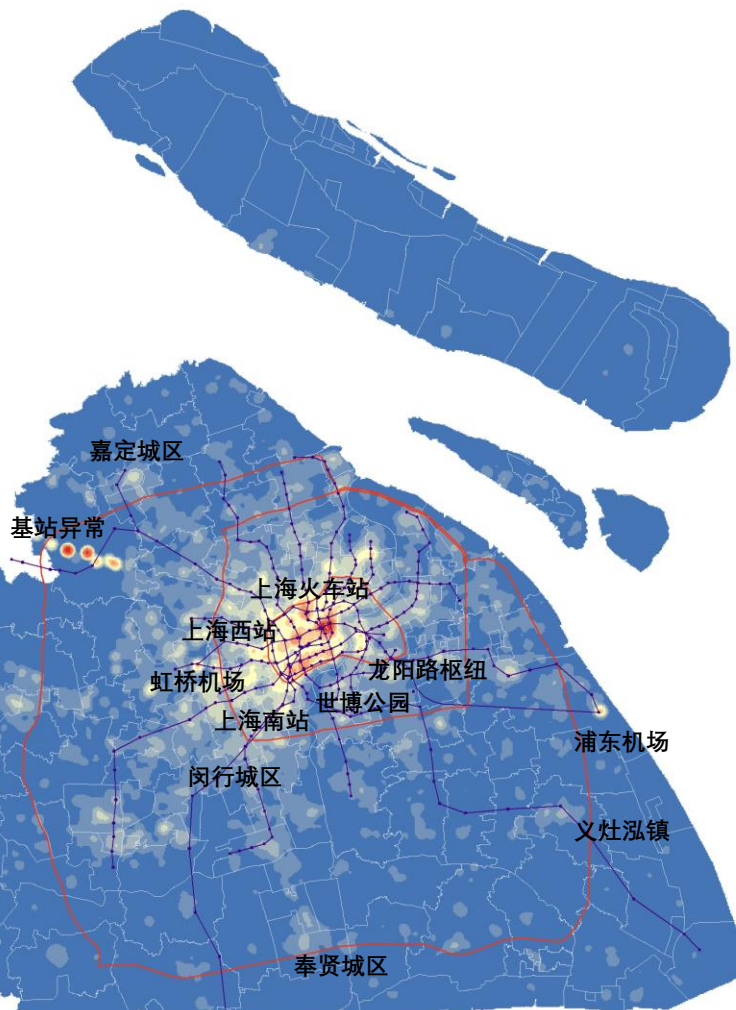 嘉定城区
基站异常
上海火车站
上海西站
龙阳路枢纽
虹桥机场
世博公园
上海南站
浦东机场
闵行城区
义灶泓镇
奉贤城区